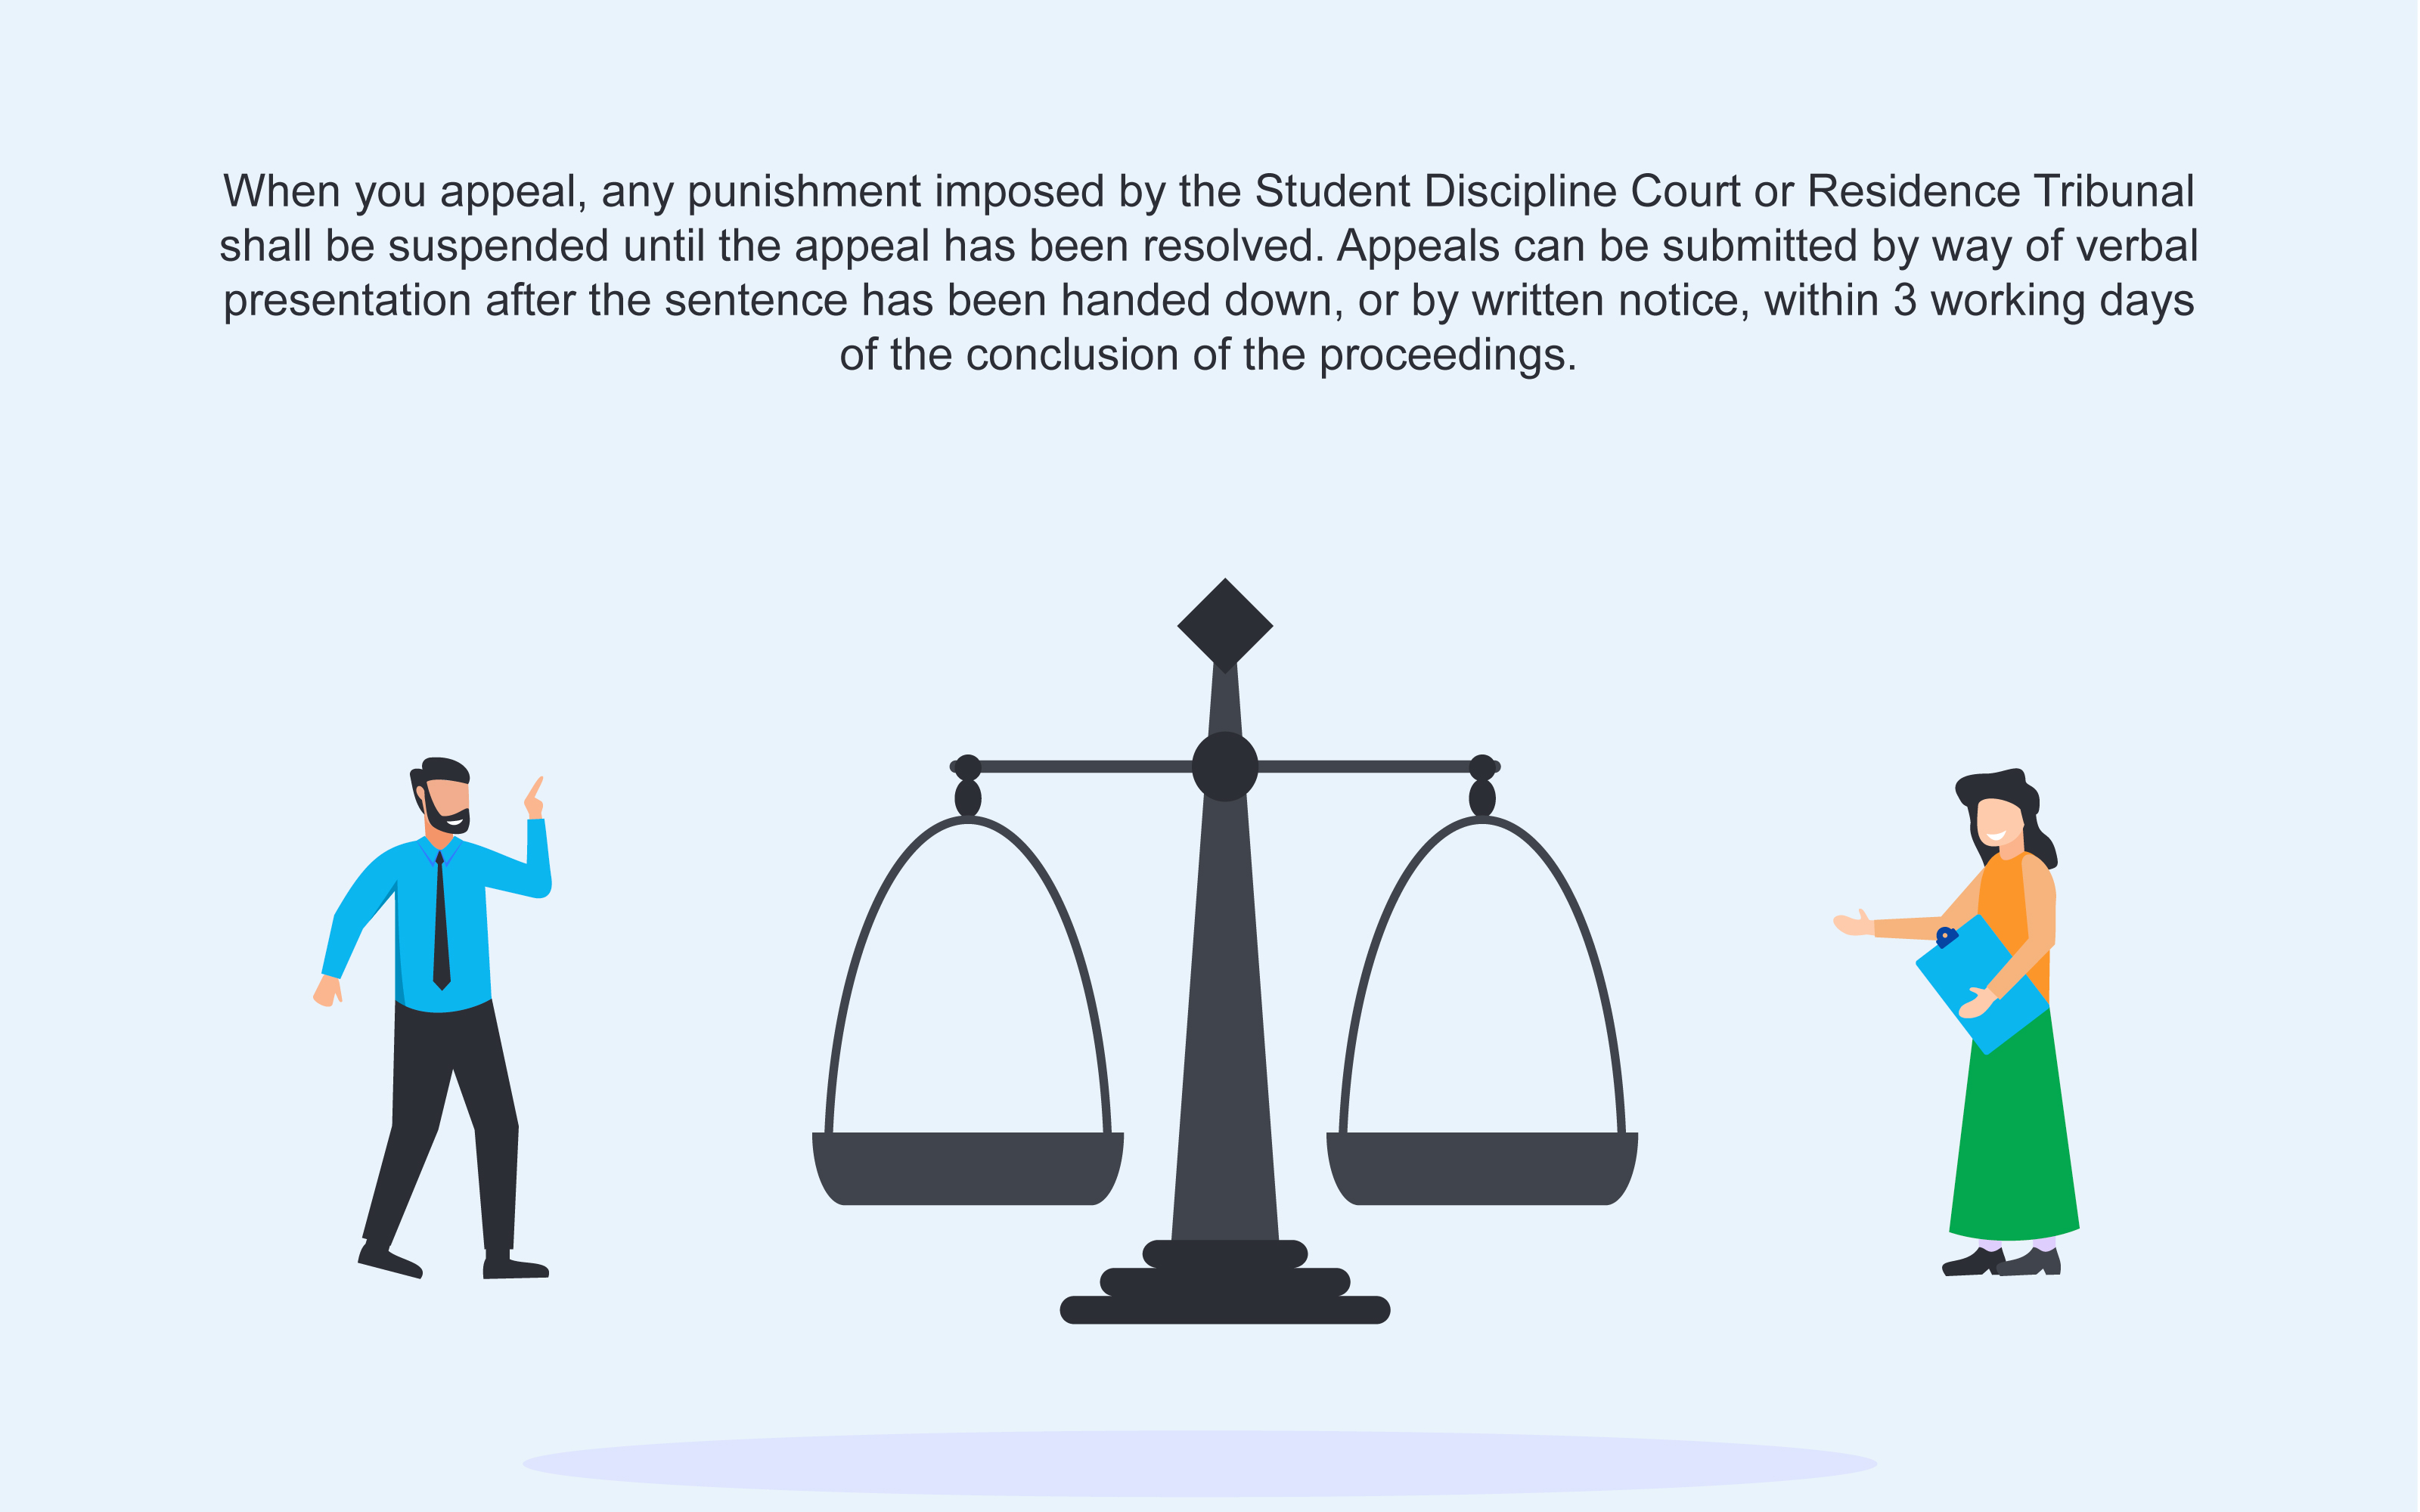 When you appeal, any punishment imposed by the Student Discipline Court or Residence Tribunal
shall be suspended until the appeal has been resolved. Appeals can be submitted by way of verbal
presentation after the sentence has been handed down, or by written notice, within 3 working days
of the conclusion of the proceedings.